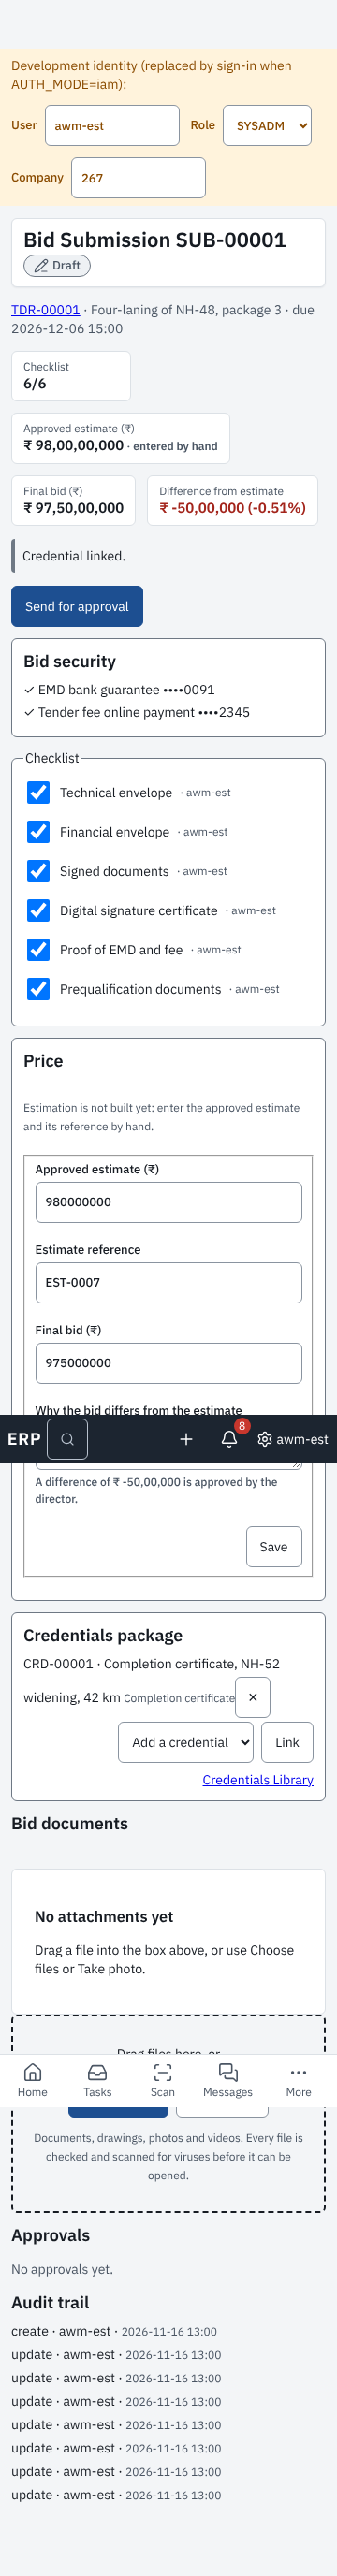 Development identity (replaced by sign-in when
AUTH_MODE=iam):
User awm-est Role SYSADM
Company 267
Bid Submission SUB-00001
Draft
TDR-00001 · Four-laning of NH-48, package 3 · due
2026-12-06 15:00
Checklist
6/6
Approved estimate (₹)
₹ 98,00,00,000 · entered by hand
Final bid (₹)
₹ 97,50,00,000
Difference from estimate
₹ -50,00,000 (-0.51%)
Credential linked.
Send for approval
Bid security
✓ EMD bank guarantee ••••0091
✓ Tender fee online payment ••••2345
Checklist
Technical envelope · awm-est
Financial envelope · awm-est
Signed documents · awm-est
Digital signature certificate · awm-est
Proof of EMD and fee · awm-est
Prequalification documents · awm-est
Price
Estimation is not built yet: enter the approved estimate
and its reference by hand.
Approved estimate (₹)
980000000
Estimate reference
EST-0007
Final bid (₹)
975000000
Why the bid differs from the estimate
ERP 8 awm-est
A difference of ₹ -50,00,000 is approved by the
director.
Save
Credentials package
CRD-00001 · Completion certificate, NH-52
widening, 42 km Completion certificate ✕
Add a credential Link
Credentials Library
Bid documents
No attachments yet
Drag a file into the box above, or use Choose
files or Take photo.
Drag files here, or
Home Tasks Scan Messages More
Documents, drawings, photos and videos. Every file is
checked and scanned for viruses before it can be
opened.
Approvals
No approvals yet.
Audit trail
create · awm-est · 2026-11-16 13:00
update · awm-est · 2026-11-16 13:00
update · awm-est · 2026-11-16 13:00
update · awm-est · 2026-11-16 13:00
update · awm-est · 2026-11-16 13:00
update · awm-est · 2026-11-16 13:00
update · awm-est · 2026-11-16 13:00
update · awm-est · 2026-11-16 13:00